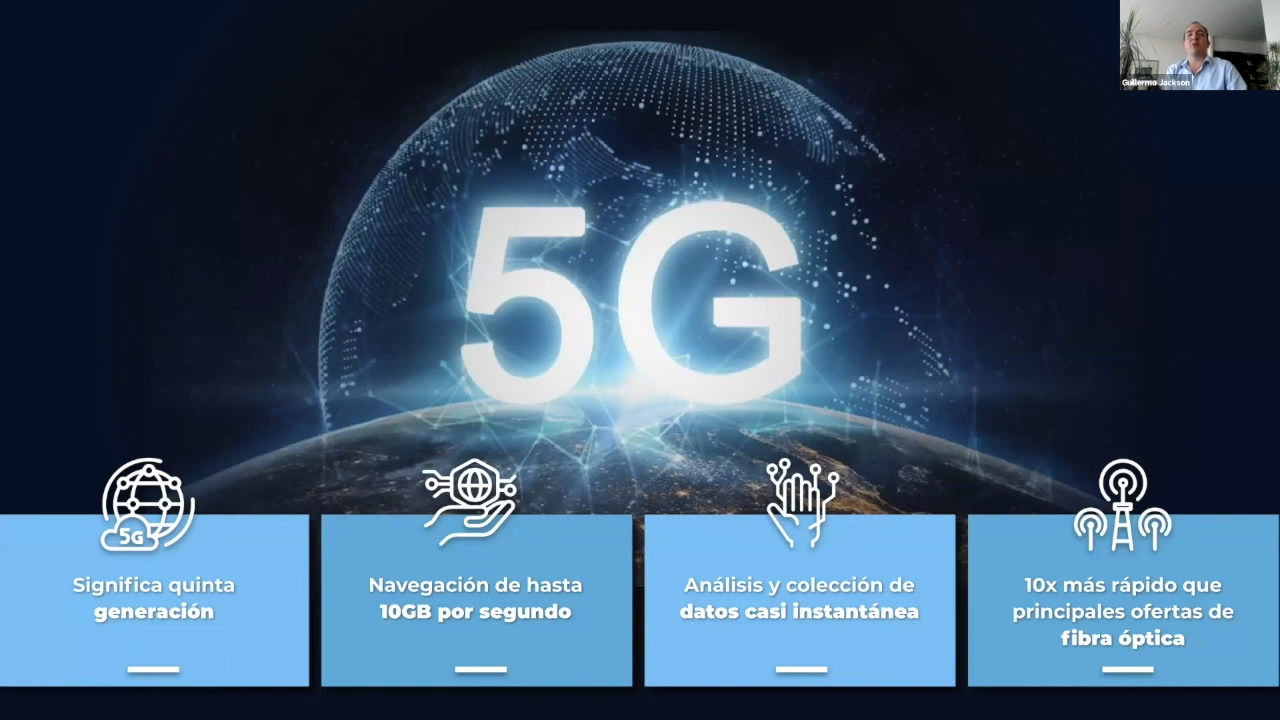 Guillermo Jackson
5G
5G
Significa quinta
generación
Navegación de hasta
10GB por segundo
Análisis y colección de
datos casi instantánea
10x más rápido que
principales ofertas de
fibra óptica